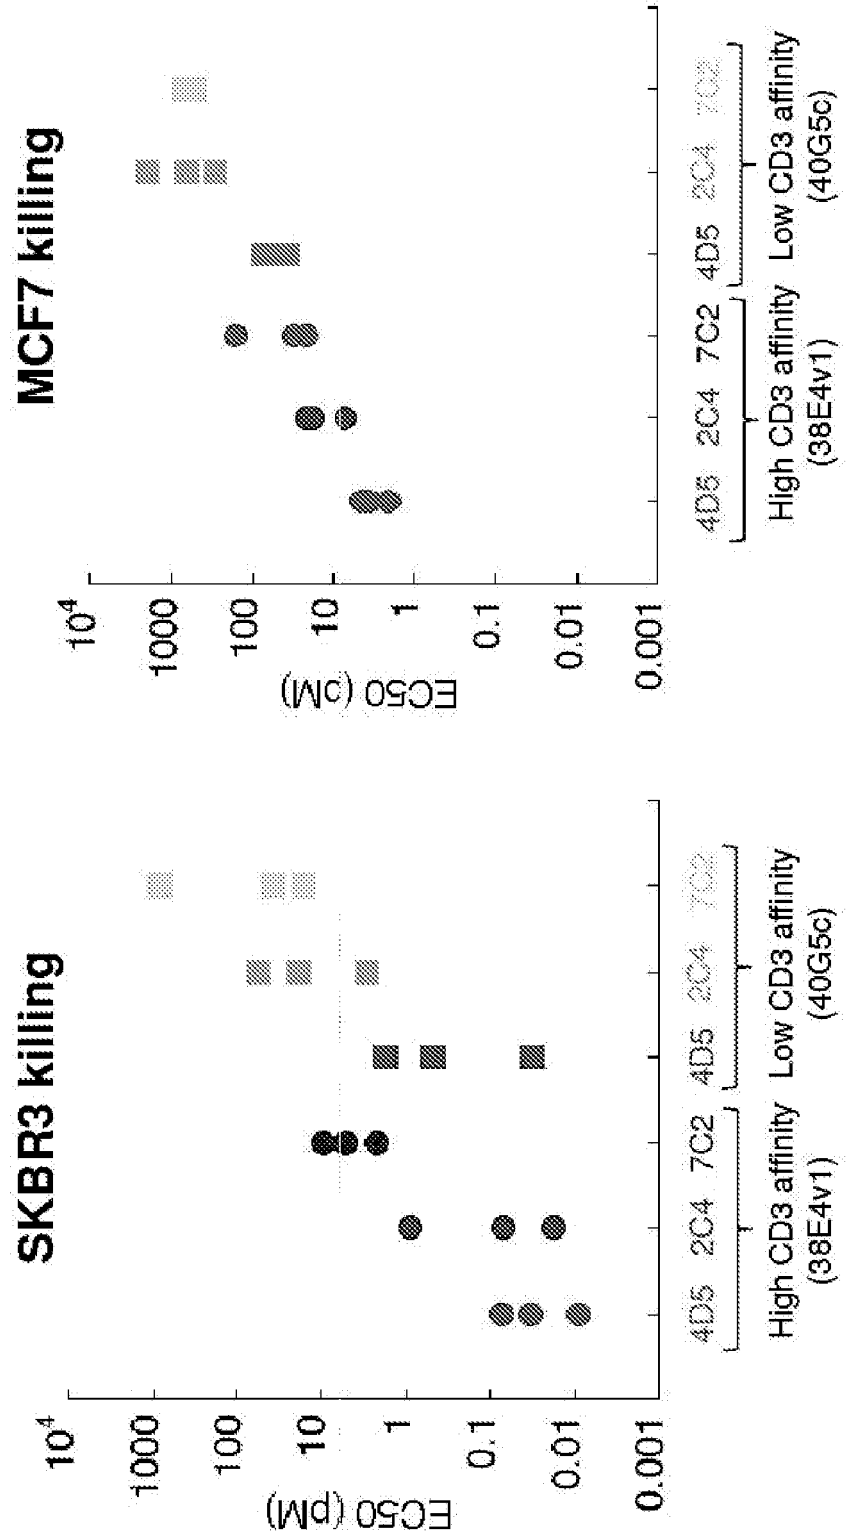 SKBR3 killing
EC50 (pM)
10⁴
1000
100
10
1
0.1
0.01
0.001
4D5 2C4 7C2 4D5 2C4 7C2
High CD3 affinity Low CD3 affinity
(38E4v1) (40G5c)
MCF7 killing
EC50 (pM)
10⁴
1000
100
10
1
0.1
0.01
0.001
4D5 2C4 7C2 4D5 2C4 7C2
High CD3 affinity Low CD3 affinity
(38E4v1) (40G5c)